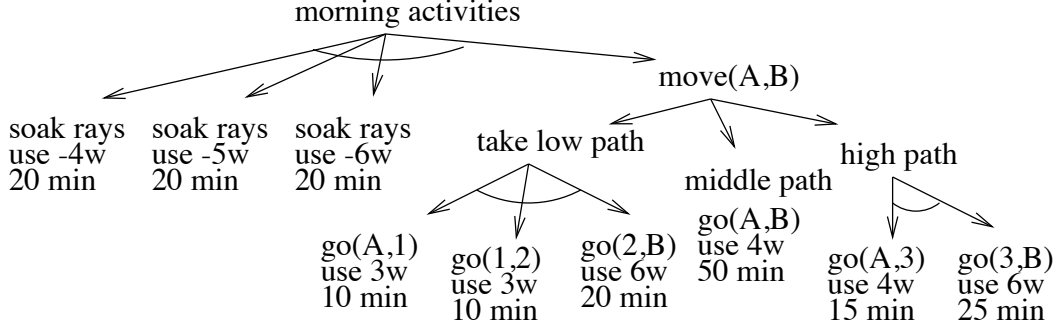 morning activities
move(A,B)
soak rays
use -4w
20 min
soak rays
use -5w
20 min
soak rays
use -6w
20 min
take low path
middle path
high path
go(A,1)
use 3w
10 min
go(1,2)
use 3w
10 min
go(2,B)
use 6w
20 min
go(A,B)
use 4w
50 min
go(A,3)
use 4w
15 min
go(3,B)
use 6w
25 min